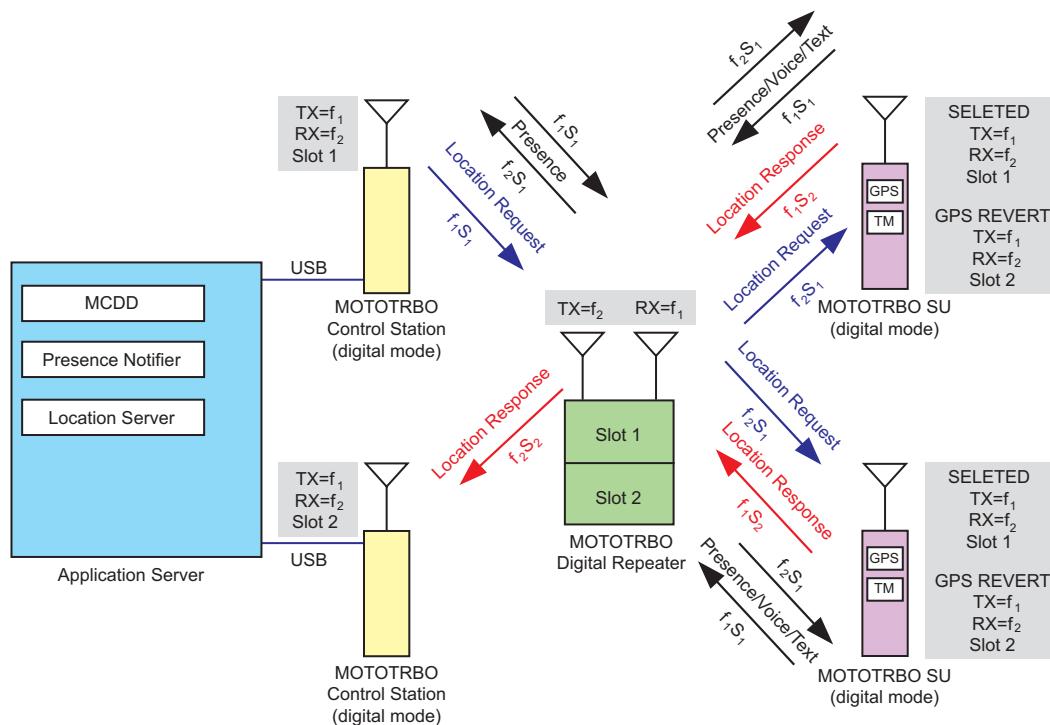 f₂S₁
Presence/Voice/Text
f₁S₁
TX=f₁
RX=f₂
Slot 1
f₁S₁
Presence
f₂S₁
Location Request
f₁S₁
Location Response
f₁S₂
Location Request
f₂S₁
GPS
TM
SELETED
TX=f₁
RX=f₂
Slot 1
GPS REVERT
TX=f₁
RX=f₂
Slot 2
USB
MCDD
Presence Notifier
Location Server
MOTOTRBO
Control Station
(digital mode)
TX=f₂
RX=f₁
MOTOTRBO SU
(digital mode)
Location Response
f₂S₂
Slot 1
Slot 2
MOTOTRBO
Digital Repeater
Location Request
f₂S₁
Location Response
f₁S₂
f₂S₁
Presence/Voice/Text
f₁S₁
TX=f₁
RX=f₂
Slot 2
USB
Application Server
MOTOTRBO
Control Station
(digital mode)
GPS
TM
SELETED
TX=f₁
RX=f₂
Slot 1
GPS REVERT
TX=f₁
RX=f₂
Slot 2
MOTOTRBO SU
(digital mode)